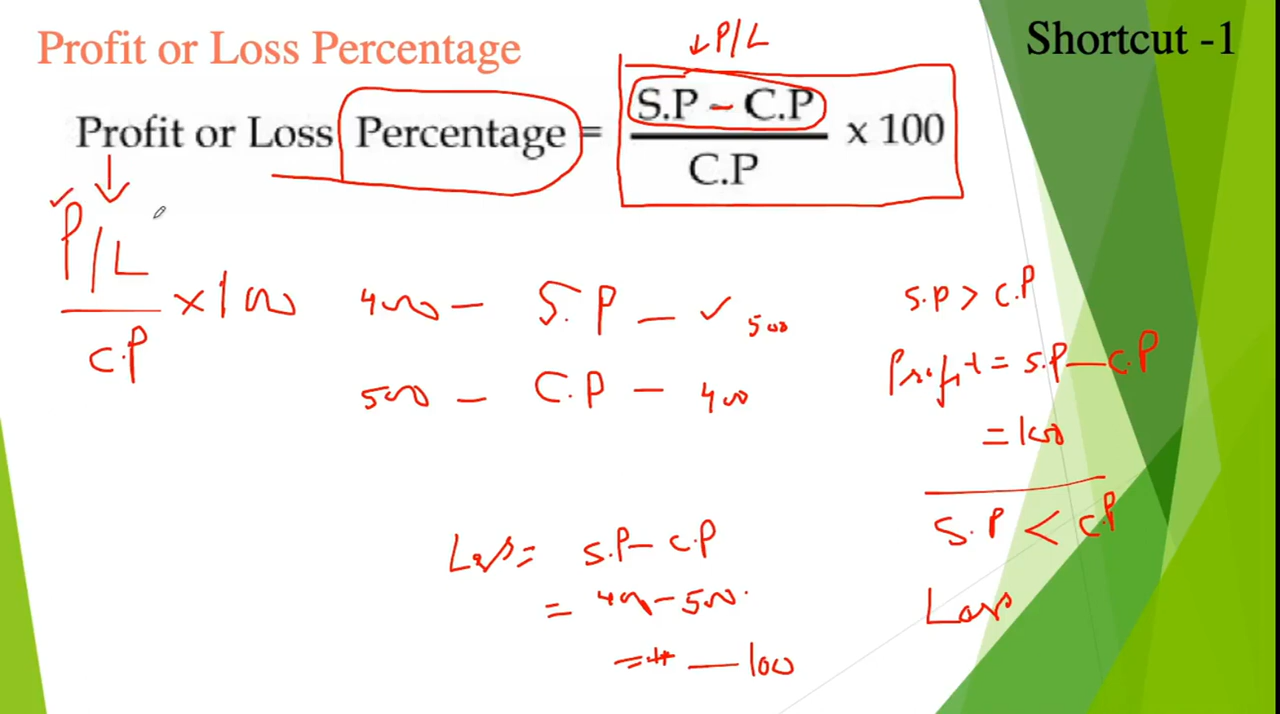 Profit or Loss Percentage
Shortcut -1
↓ P/L
Profit or Loss Percentage = S.P - C.P / C.P x 100
P/L / C.P × 100
400 - S.P - ✓ 500
500 - C.P - 400
S.P > C.P
Profit = S.P - C.P
= 100
S.P < C.P
Loss
Loss = S.P - C.P
= 400 - 500.
= - 100